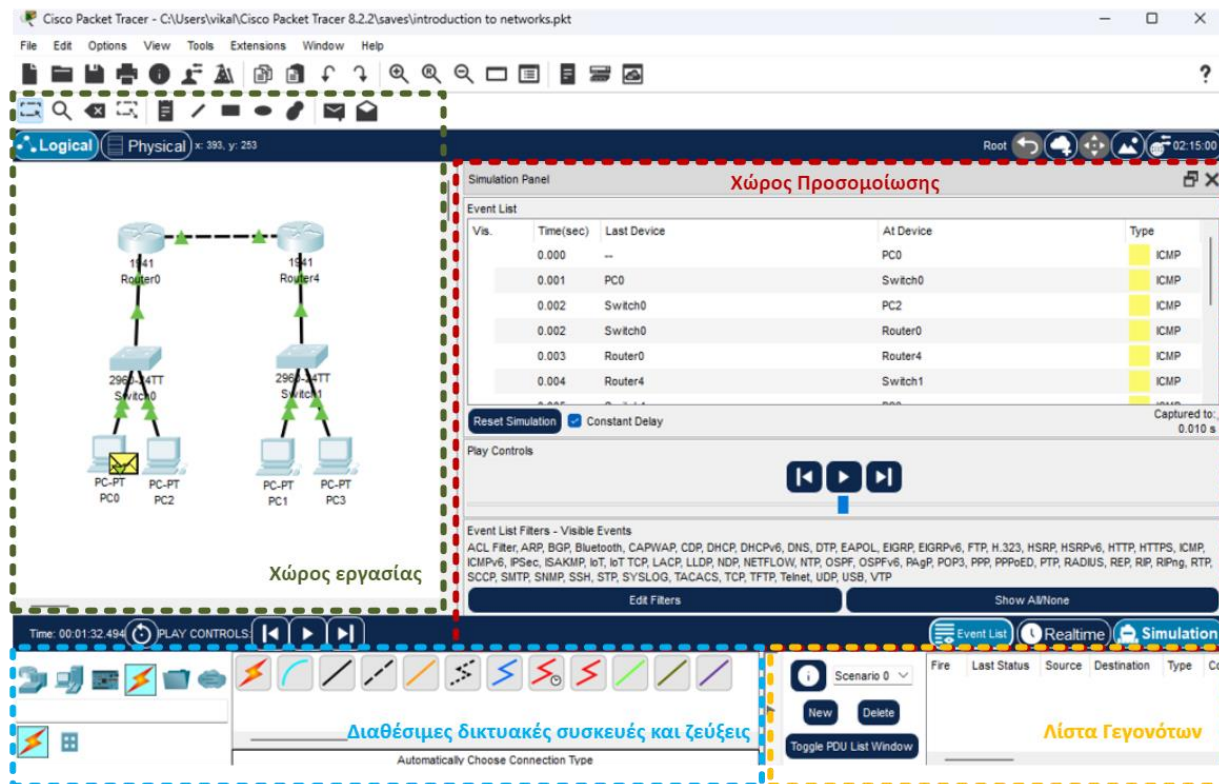 Cisco Packet Tracer - C:\Users\vikal\Cisco Packet Tracer 8.2.2\saves\introduction to networks.pkt
File Edit Options View Tools Extensions Window Help
?
Logical Physical x: 393, y: 253 Root 02:15:00
Simulation Panel
Χώρος Προσομοίωσης
Event List
Vis. Time(sec) Last Device At Device Type
0.000 -- PC0 ICMP
0.001 PC0 Switch0 ICMP
0.002 Switch0 PC2 ICMP
0.002 Switch0 Router0 ICMP
0.003 Router0 Router4 ICMP
0.004 Router4 Switch1 ICMP
Reset Simulation Constant Delay
Captured to:
0.010 s
Play Controls
Event List Filters - Visible Events
ACL Filter, ARP, BGP, Bluetooth, CAPWAP, CDP, DHCP, DHCPv6, DNS, DTP, EAPOL, EIGRP, EIGRPv6, FTP, H.323, HSRP, HSRPv6, HTTP, HTTPS, ICMP,
ICMPv6, IPSec, ISAKMP, IoT, IoT TCP, LACP, LLDP, NDP, NETFLOW, NTP, OSPF, OSPFv6, PAgP, POP3, PPP, PPPoED, PTP, RADIUS, REP, RIP, RIPng, RTP,
SCCP, SMTP, SNMP, SSH, STP, SYSLOG, TACACS, TCP, TFTP, Telnet, UDP, USB, VTP
Edit Filters Show All/None
1941
Router0
1941
Router4
2960-24TT
Switch0
2960-24TT
Switch1
PC-PT
PC0
PC-PT
PC2
PC-PT
PC1
PC-PT
PC3
Χώρος εργασίας
Time: 00:01:32.494 PLAY CONTROLS:
Event List Realtime Simulation
Διαθέσιμες δικτυακές συσκευές και ζεύξεις
Automatically Choose Connection Type
Scenario 0
New Delete
Toggle PDU List Window
Fire Last Status Source Destination Type
Λίστα Γεγονότων